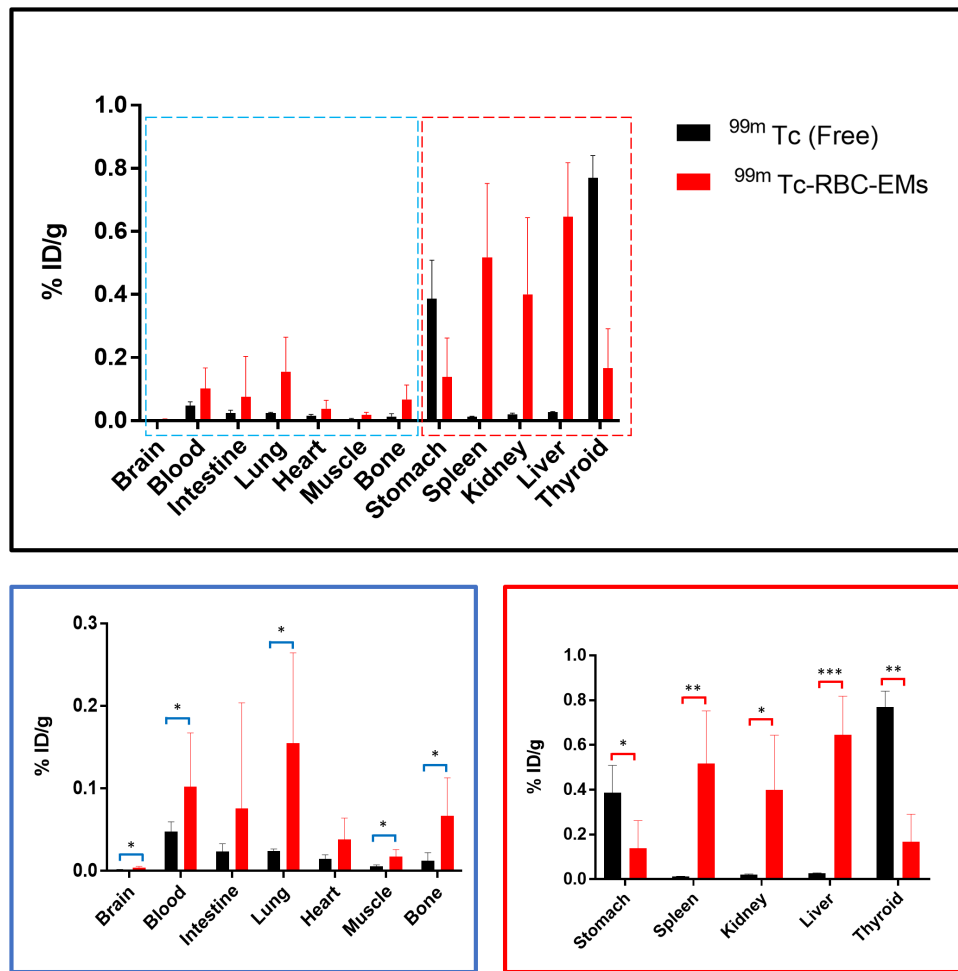 1.0
0.8
0.6
0.4
0.2
0.0
% ID/g
Brain
Blood
Intestine
Lung
Heart
Muscle
Bone
Stomach
Spleen
Kidney
Liver
Thyroid
99m Tc (Free)
99m Tc-RBC-EMs
0.3
0.2
0.1
0.0
% ID/g
*
*
*
*
*
Brain
Blood
Intestine
Lung
Heart
Muscle
Bone
1.0
0.8
0.6
0.4
0.2
0.0
% ID/g
*
**
*
***
**
Stomach
Spleen
Kidney
Liver
Thyroid